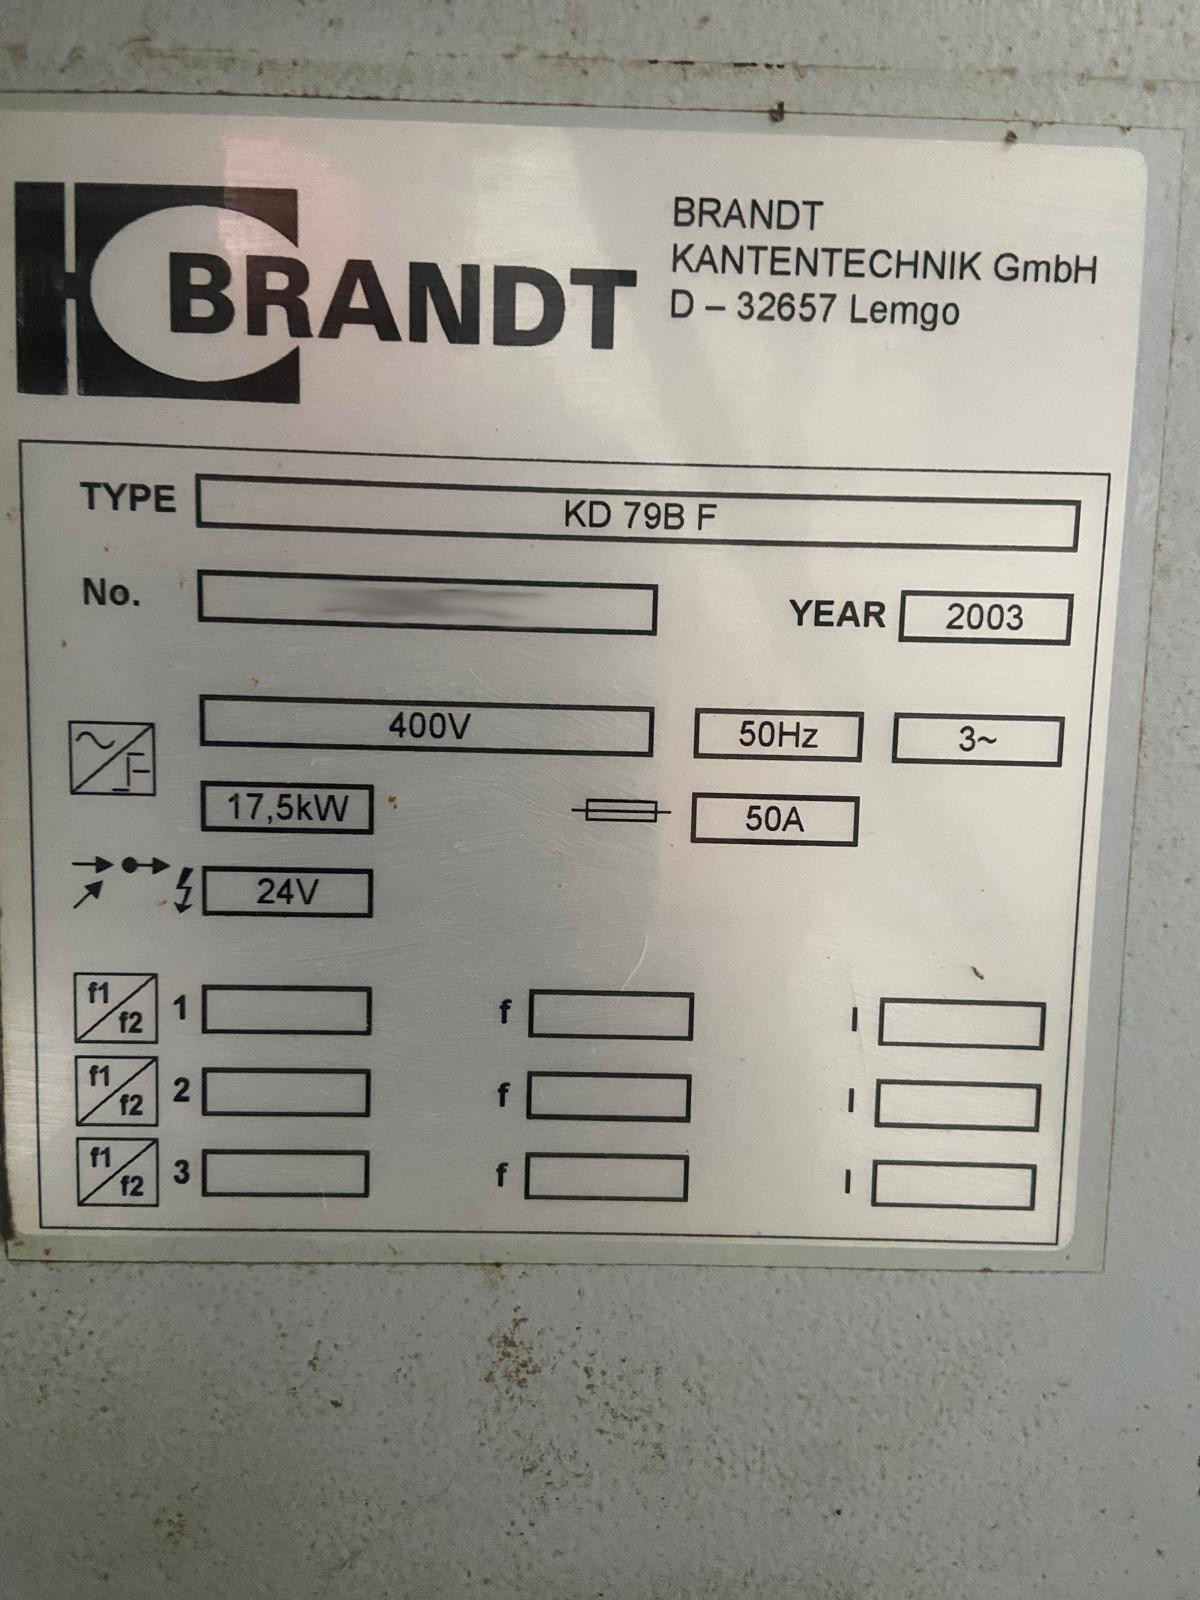 BRANDT
BRANDT
KANTENTECHNIK GmbH
D – 32657 Lemgo
TYPE KD 79B F
No.
YEAR 2003
400V 50Hz 3~
17,5kW 50A
24V
f1 f2 1 f I
f1 f2 2 f I
f1 f2 3 f I